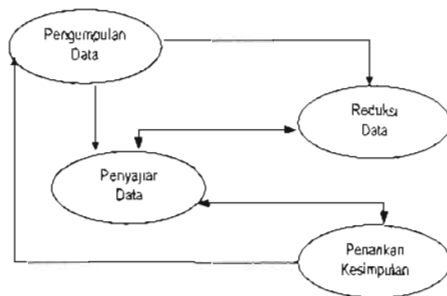 Pengumpulan
Data
Reduksi
Data
Penyajian
Data
Penarikan
Kesimpulan